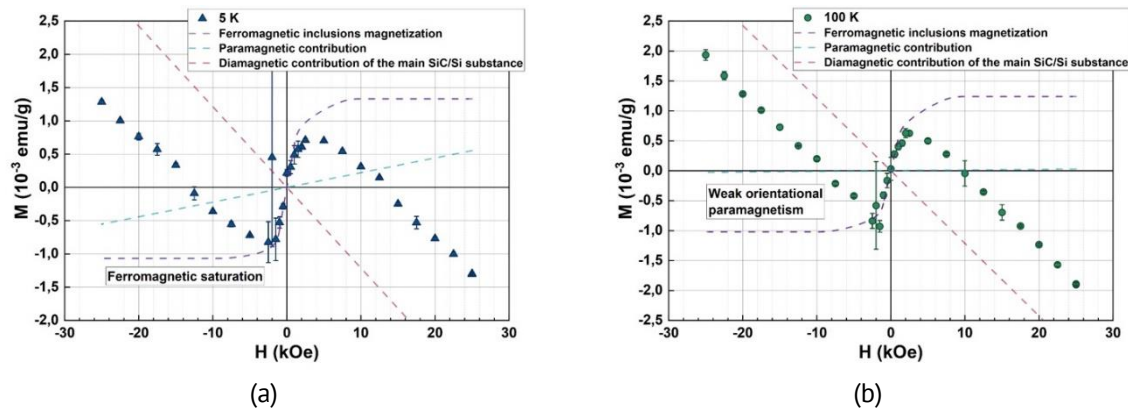 2,5
2,0
1,5
1,0
0,5
0,0
-0,5
-1,0
-1,5
-2,0
M (10⁻³ emu/g)
5 K
Ferromagnetic inclusions magnetization
Paramagnetic contribution
Diamagnetic contribution of the main SiC/Si substance
Ferromagnetic saturation
-30 -20 -10 0 10 20 30
H (kOe)
(a)
2,5
2,0
1,5
1,0
0,5
0,0
-0,5
-1,0
-1,5
-2,0
-2,5
M (10⁻³ emu/g)
100 K
Ferromagnetic inclusions magnetization
Paramagnetic contribution
Diamagnetic contribution of the main SiC/Si substance
Weak orientational
paramagnetism
-30 -20 -10 0 10 20 30
H (kOe)
(b)